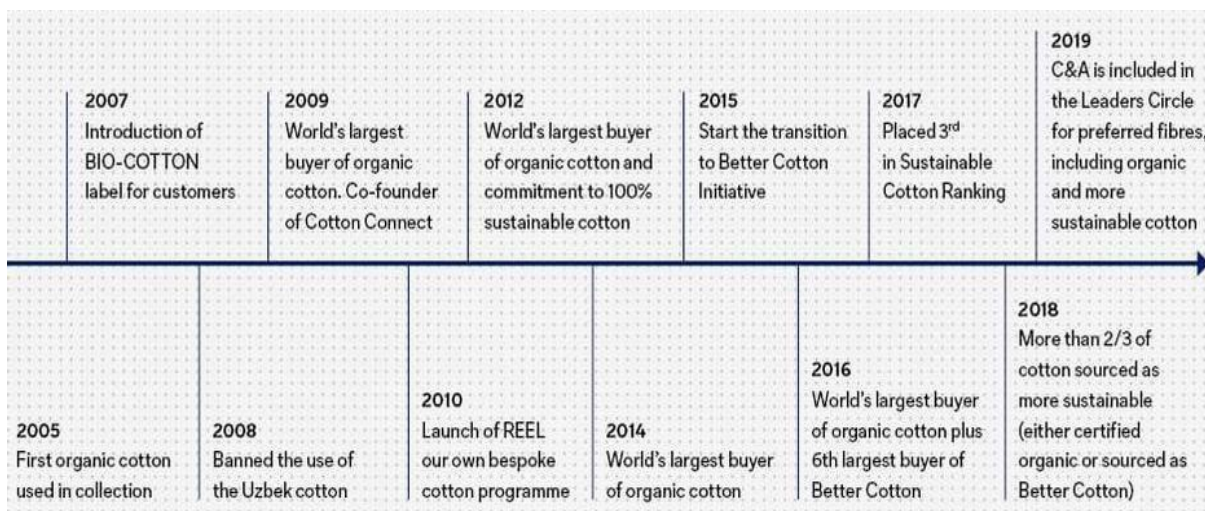 2007
Introduction of
BIO-COTTON
label for customers
2009
World's largest
buyer of organic
cotton. Co-founder
of Cotton Connect
2012
World's largest buyer
of organic cotton and
commitment to 100%
sustainable cotton
2015
Start the transition
to Better Cotton
Initiative
2017
Placed 3rd
in Sustainable
Cotton Ranking
2019
C&A is included in
the Leaders Circle
for preferred fibres,
including organic
and more
sustainable cotton
2005
First organic cotton
used in collection
2008
Banned the use of
the Uzbek cotton
2010
Launch of REEL
our own bespoke
cotton programme
2014
World's largest buyer
of organic cotton
2016
World's largest buyer
of organic cotton plus
6th largest buyer of
Better Cotton
2018
More than 2/3 of
cotton sourced as
more sustainable
(either certified
organic or sourced as
Better Cotton)